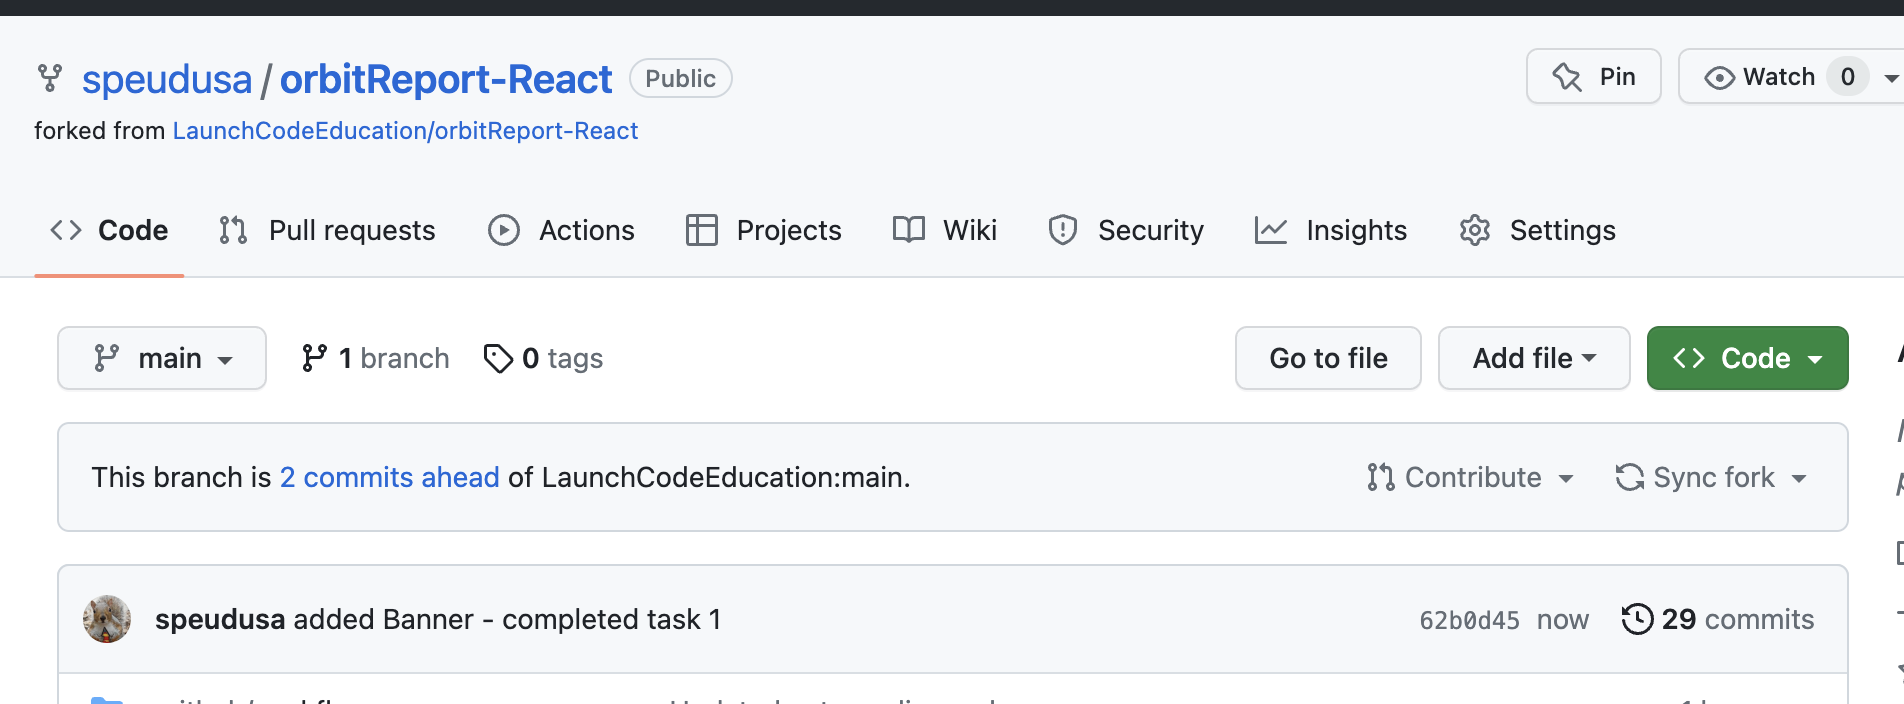 speudusa / orbitReport-React Public
Pin
Watch 0
forked from LaunchCodeEducation/orbitReport-React
Code
Pull requests
Actions
Projects
Wiki
Security
Insights
Settings
main
1 branch
0 tags
Go to file
Add file
Code
This branch is 2 commits ahead of LaunchCodeEducation:main.
Contribute
Sync fork
speudusa added Banner - completed task 1
62b0d45 now
29 commits